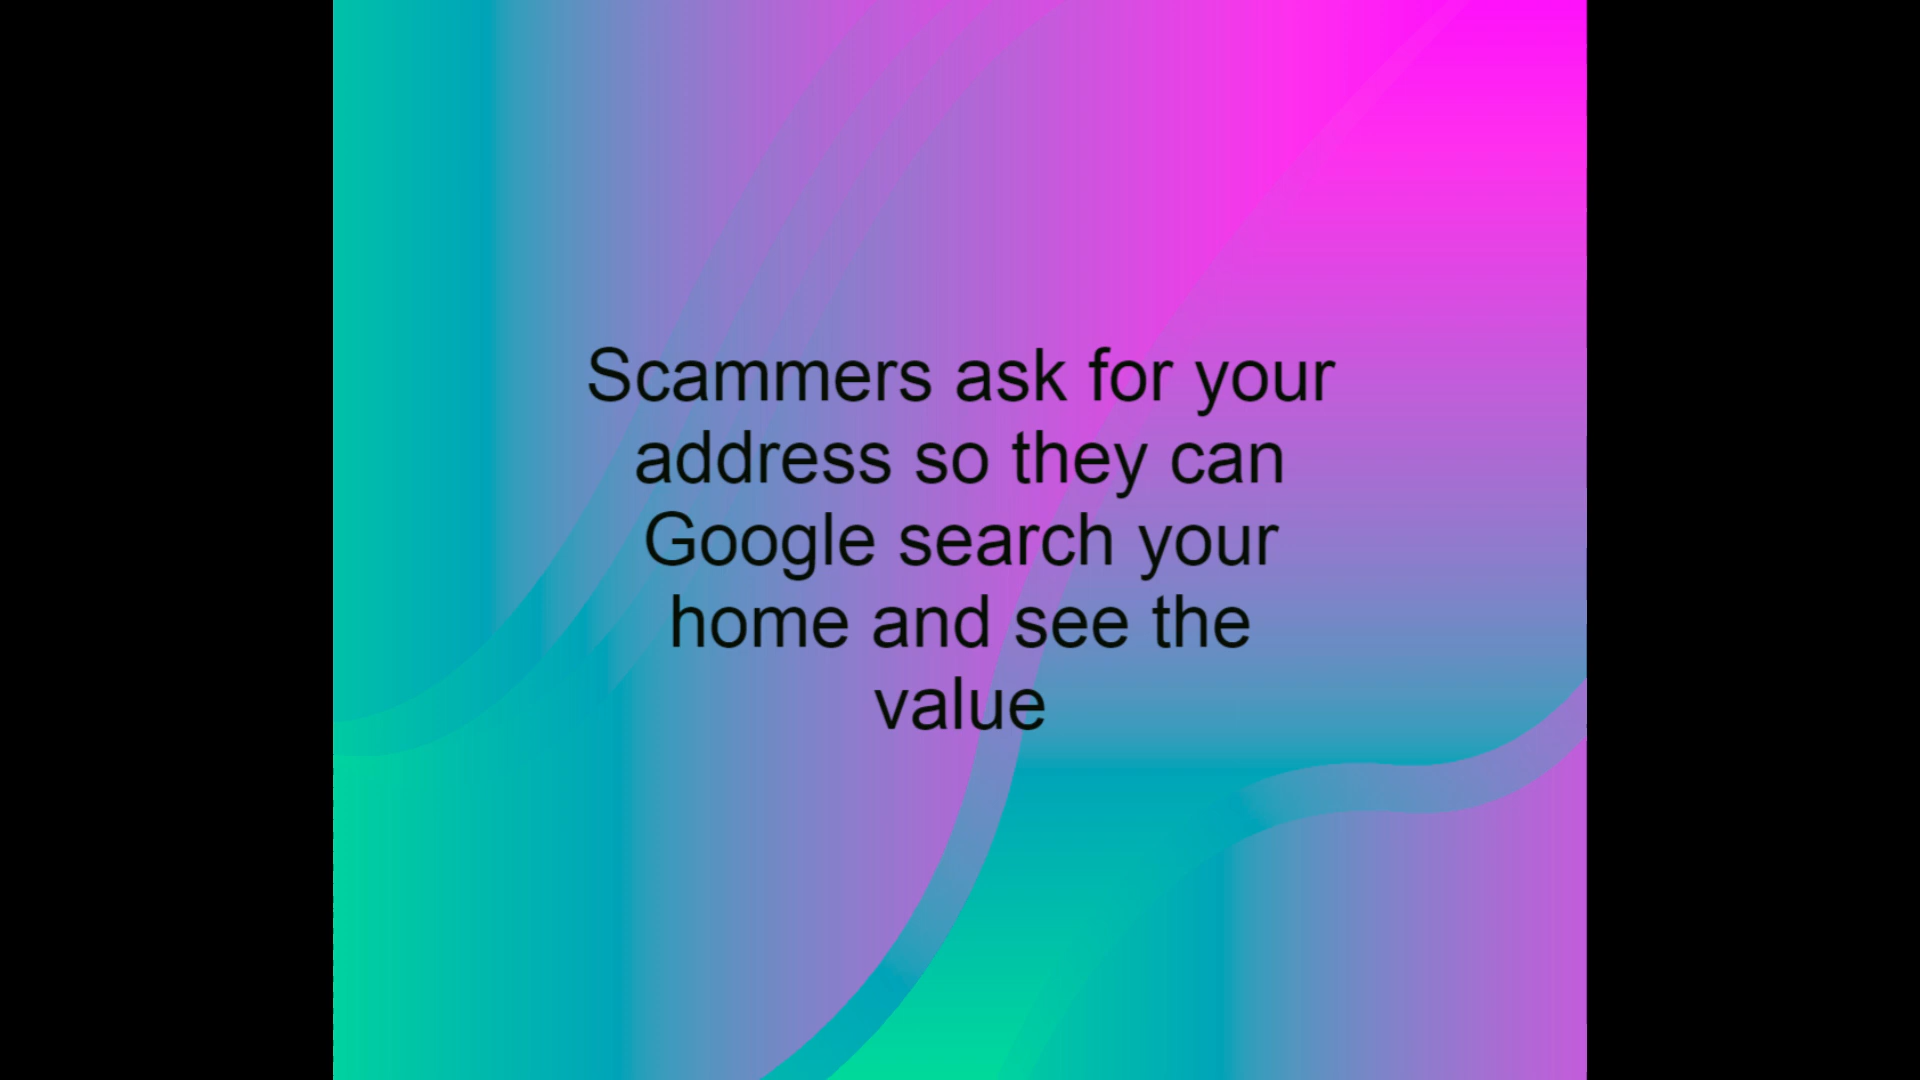 Scammers ask for your
address so they can
Google search your
home and see the
value